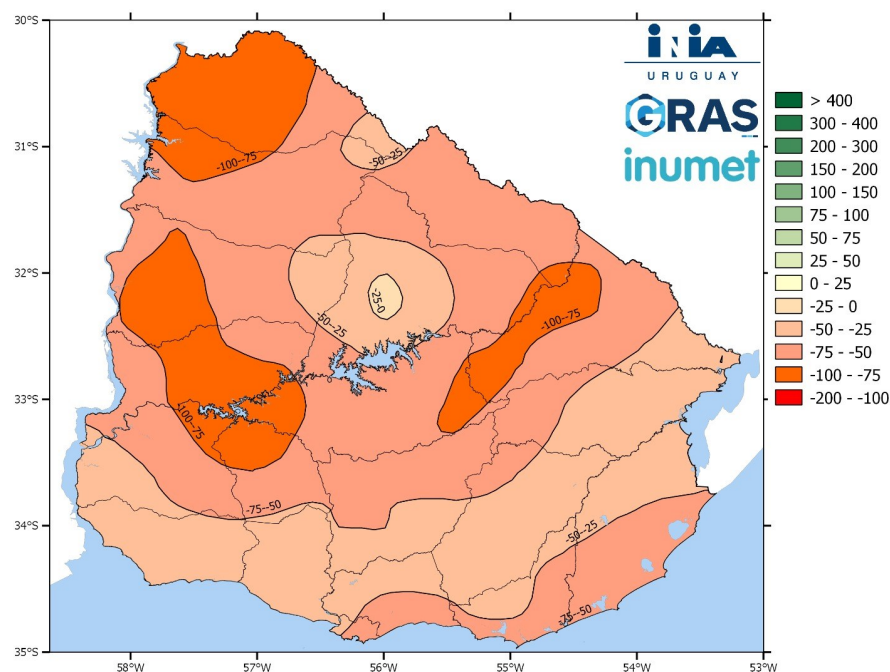 30°S
31°S
32°S
33°S
34°S
35°S
58°W
57°W
56°W
55°W
54°W
53°W
INIA
URUGUAY
GRAS
inumet
> 400
300 - 400
200 - 300
150 - 200
100 - 150
75 - 100
50 - 75
25 - 50
0 - 25
-25 - 0
-50 - -25
-75 - -50
-100 - -75
-200 - -100
-100--75
-50--25
-25-0
-50--25
-100--75
-100--75
-75--50
-50--25
-75--50